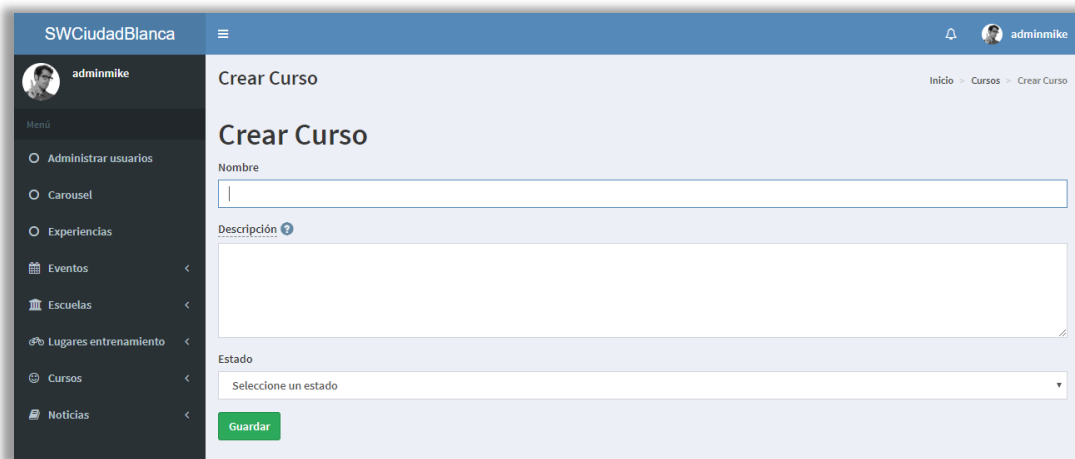 SWCiudadBlanca
adminmike
adminmike
Menú
Administrar usuarios
Carousel
Experiencias
Eventos
Escuelas
Lugares entrenamiento
Cursos
Noticias
Crear Curso
Inicio > Cursos > Crear Curso
Crear Curso
Nombre
Descripción ?
Estado
Seleccione un estado
Guardar